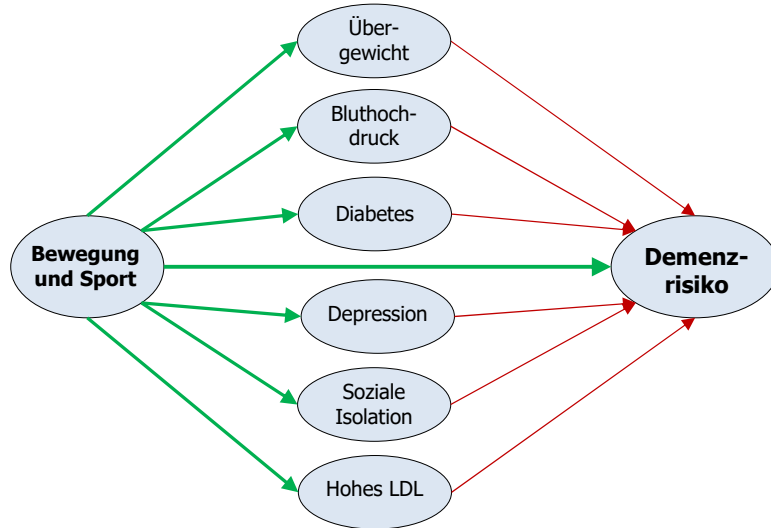 Über-
gewicht
Bluthoch-
druck
Diabetes
Bewegung
und Sport
Demenz-
risiko
Depression
Soziale
Isolation
Hohes LDL